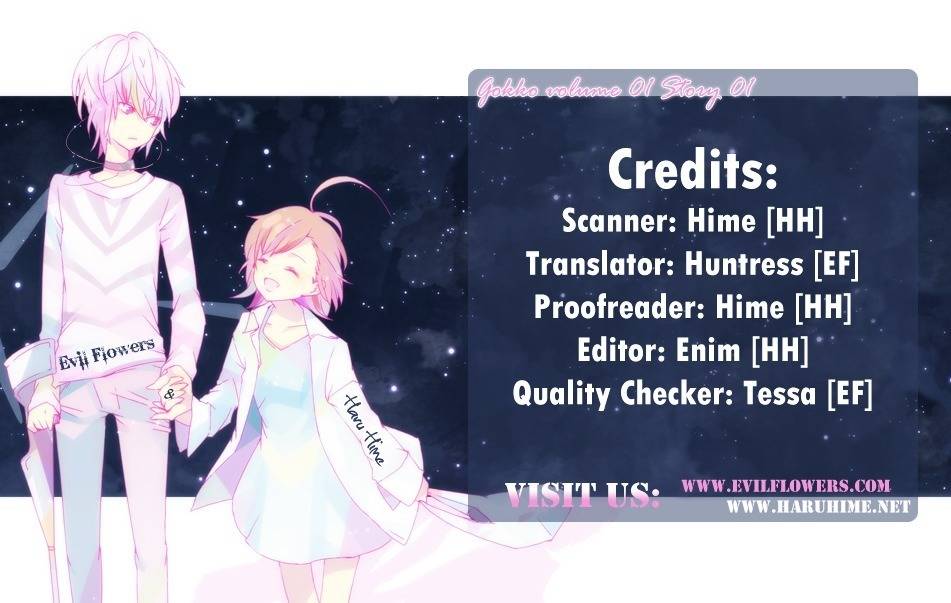 Gokko volume 01 Story 01
Credits:
Scanner: Hime [HH]
Translator: Huntress [EF]
Proofreader: Hime [HH]
Editor: Enim [HH]
Quality Checker: Tessa [EF]
Evil Flowers
&
Haru Hime
VISIT US:
WWW.EVILFLOWERS.COM
WWW.HARUHIME.NET